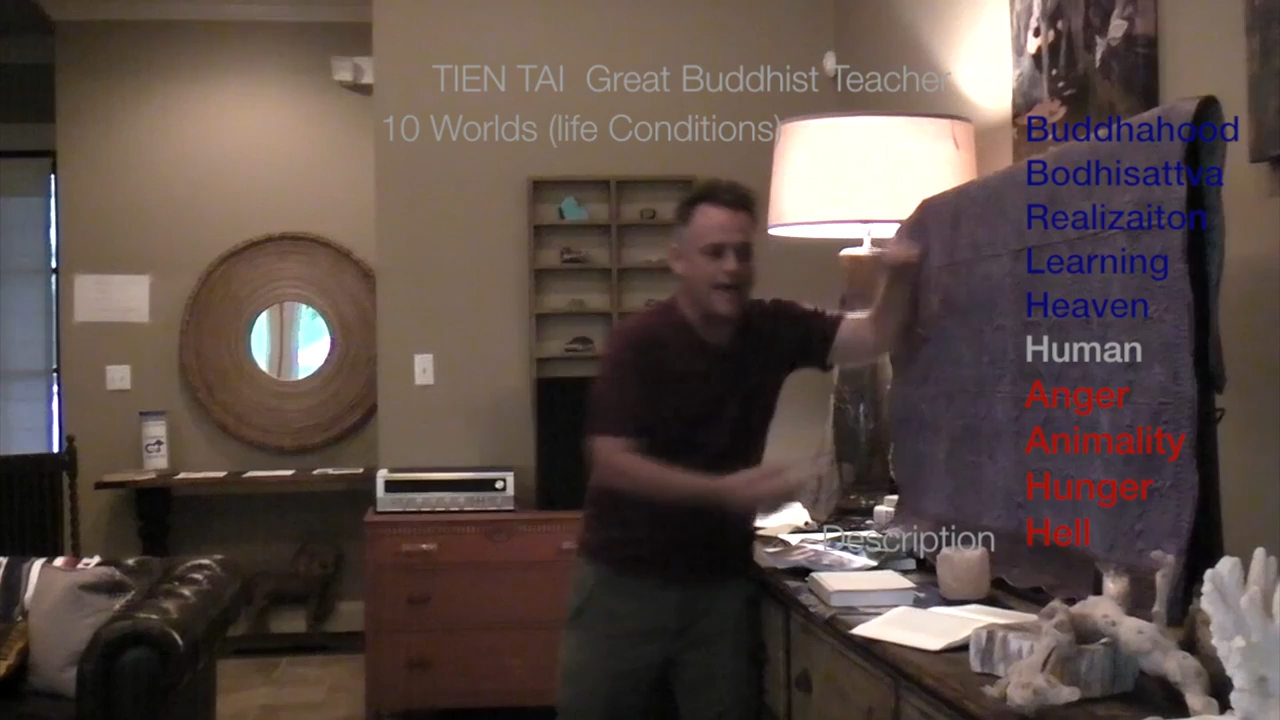 TIEN TAI  Great Buddhist Teacher
10 Worlds (life Conditions)
Buddhahood
Bodhisattva
Realizaiton
Learning
Heaven
Human
Anger
Animality
Hunger
Hell
Description